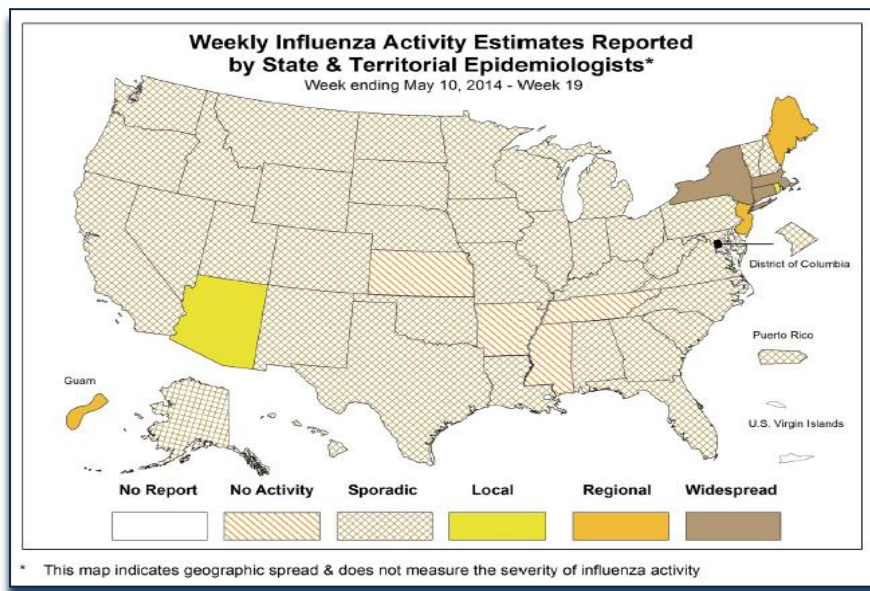 Weekly Influenza Activity Estimates Reported
by State & Territorial Epidemiologists*
Week ending May 10, 2014 - Week 19
District of Columbia
Puerto Rico
Guam
U.S. Virgin Islands
No Report
No Activity
Sporadic
Local
Regional
Widespread
* This map indicates geographic spread & does not measure the severity of influenza activity